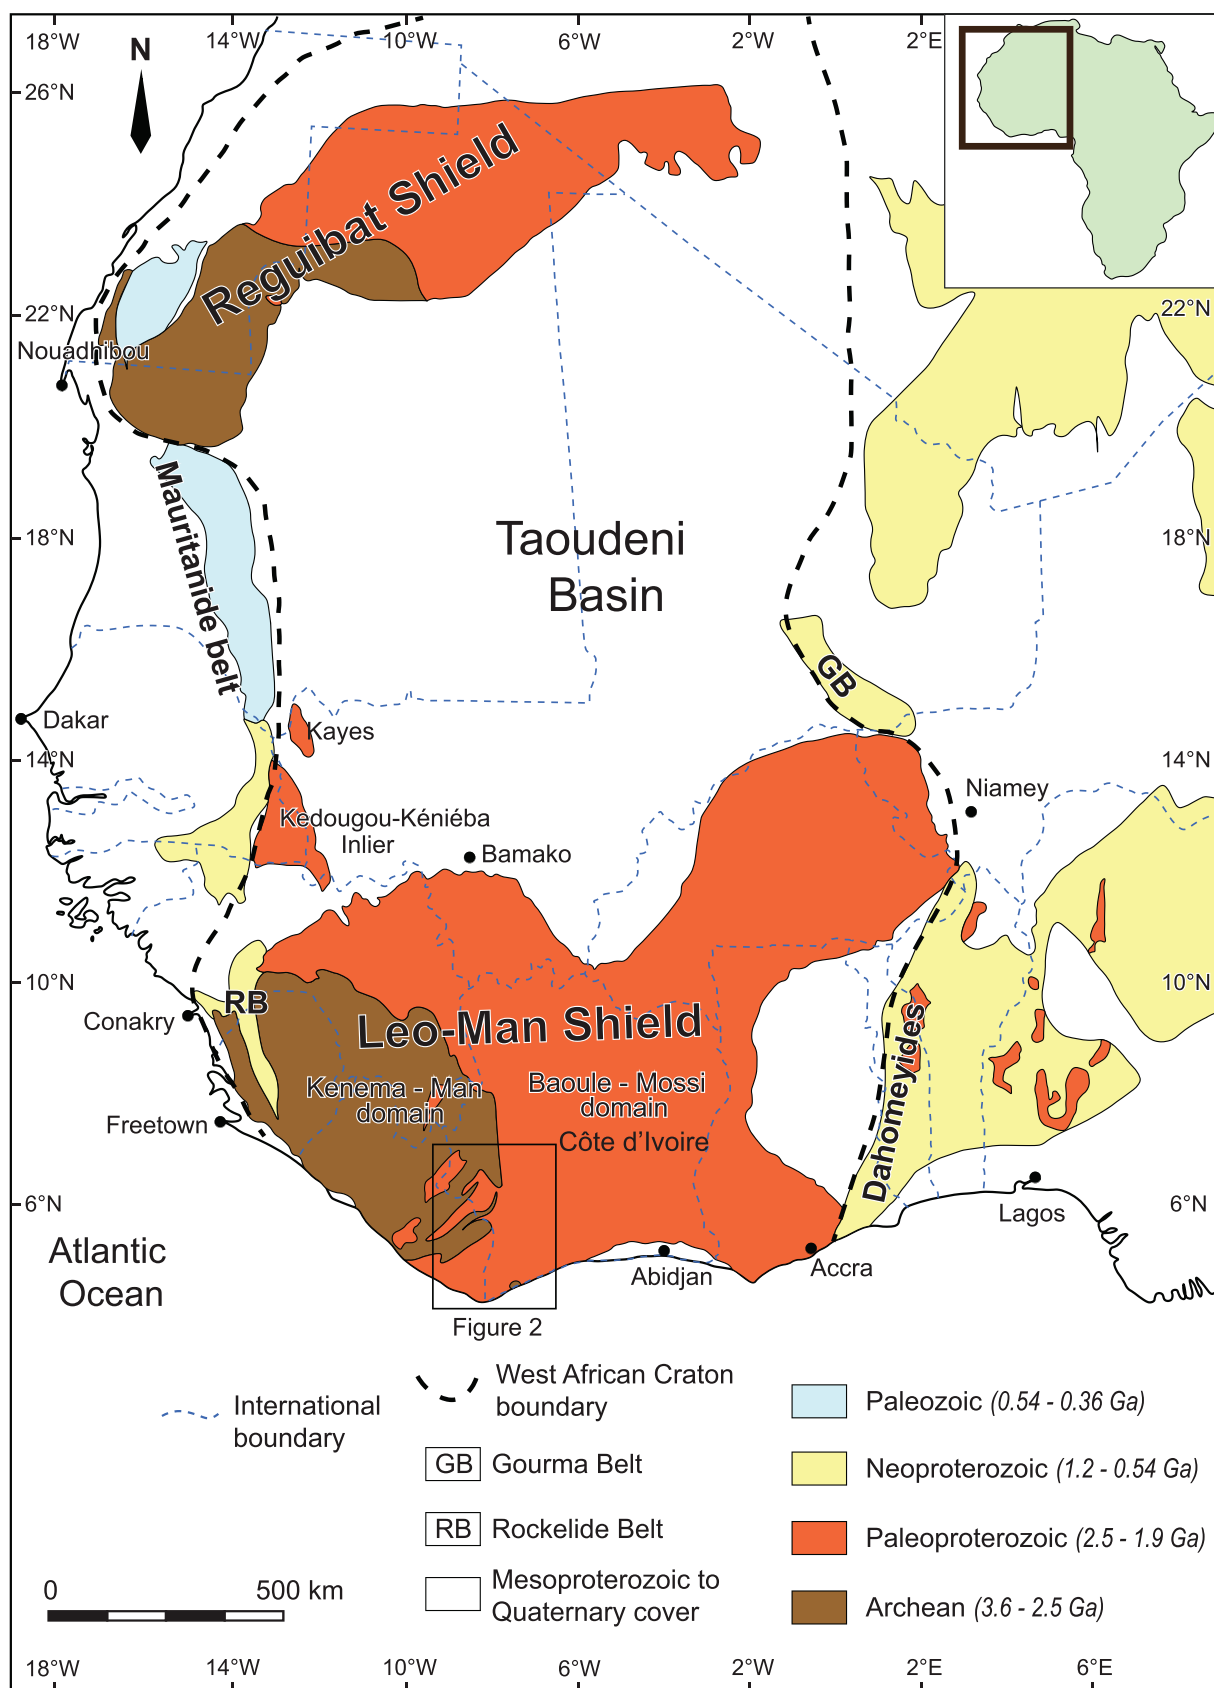 18°W
14°W
10°W
6°W
2°W
2°E
N
26°N
Reguibat Shield
22°N
22°N
Nouadhibou
Mauritanide belt
18°N
Taoudeni
Basin
18°N
GB
Dakar
Kayes
14°N
14°N
Niamey
Kédougou-Kéniéba
Inlier
Bamako
10°N
10°N
RB
Conakry
Leo-Man Shield
Kenema - Man
domain
Baoule - Mossi
domain
Freetown
Côte d'Ivoire
Dahomeyides
6°N
6°N
Lagos
Atlantic
Ocean
Abidjan
Accra
Figure 2
International
boundary
West African Craton
boundary
GB
Gourma Belt
RB
Rockelide Belt
Mesoproterozoic to
Quaternary cover
Paleozoic (0.54 - 0.36 Ga)
Neoproterozoic (1.2 - 0.54 Ga)
Paleoproterozoic (2.5 - 1.9 Ga)
Archean (3.6 - 2.5 Ga)
0
500 km
18°W
14°W
10°W
6°W
2°W
2°E
6°E